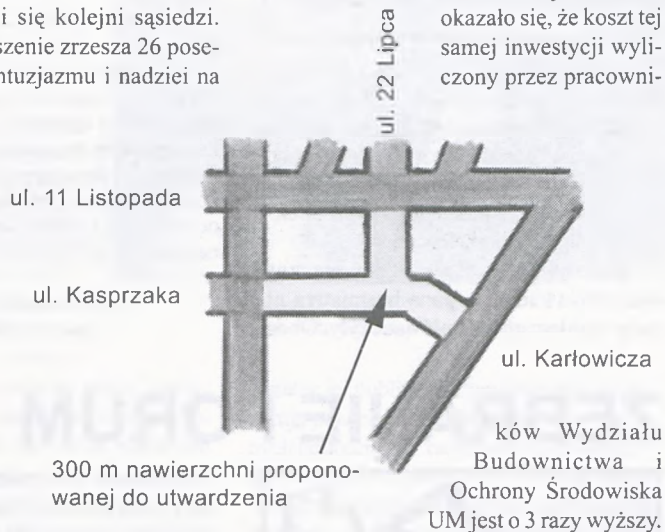 i się kolejni sąsiedzi.
szenie zrzesza 26 pose-
ntuzjazmu i nadziei na
okazało się, że koszt tej
samej inwestycji wyli-
czony przez pracowni-
ul. 22 Lipca
ul. 11 Listopada
ul. Kasprzaka
ul. Karłowicza
300 m nawierzchni propono-
wanej do utwardzenia
ków Wydziału
Budownictwa i
Ochrony Środowiska
UM jest o 3 razy wyższy.
ZEBRANIE FORUM